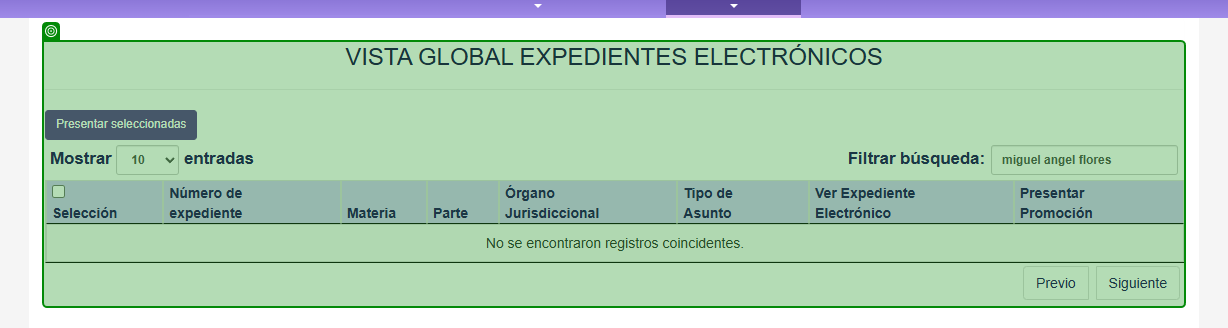 VISTA GLOBAL EXPEDIENTES ELECTRÓNICOS
Presentar seleccionadas
Mostrar 10 entradas
Filtrar búsqueda: miguel angel flores
Selección
Número de expediente
Materia
Parte
Órgano Jurisdiccional
Tipo de Asunto
Ver Expediente Electrónico
Presentar Promoción
No se encontraron registros coincidentes.
Previo Siguiente